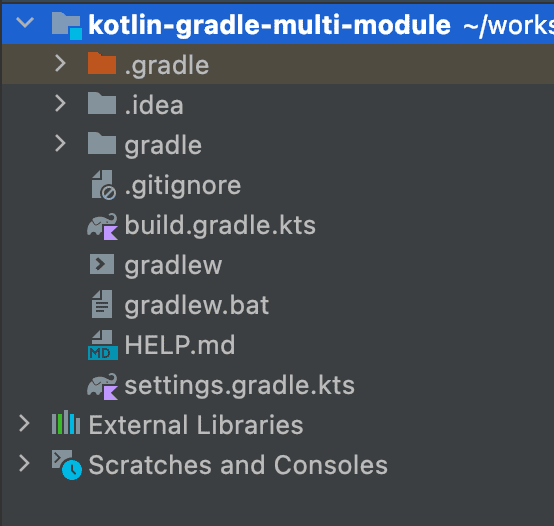 kotlin-gradle-multi-module ~/works
.gradle
.idea
gradle
.gitignore
build.gradle.kts
gradlew
gradlew.bat
MD HELP.md
settings.gradle.kts
External Libraries
Scratches and Consoles